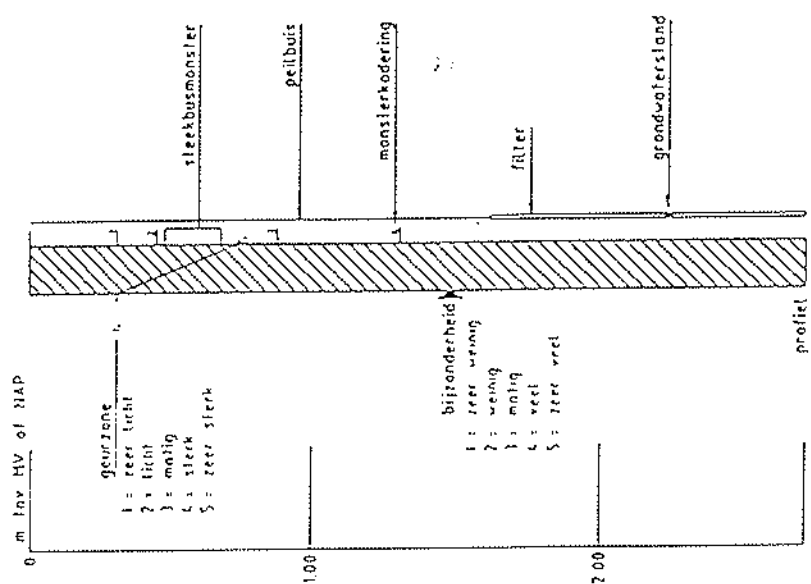 m tov MV of NAP
0
1.00
2.00
geurzone
1 = zeer licht
2 = licht
3 = matig
4 = sterk
5 = zeer sterk
bijzonderheid
1 = zeer weinig
2 = weinig
3 = matig
4 = veel
5 = zeer veel
profiel
steekbusmonster
peilbuis
monsterkodering
filter
grondwaterstand